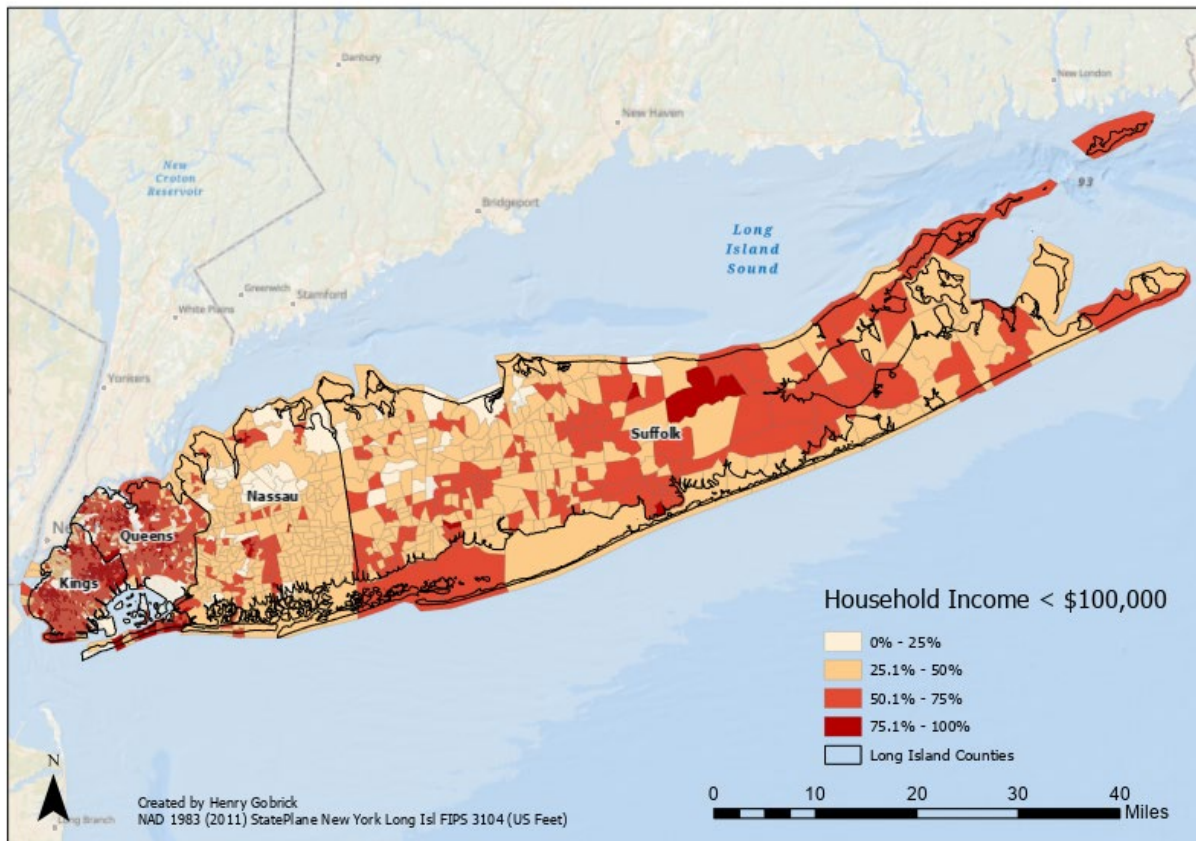 Danbury
New London
New Haven
New
Croton
Reservoir
93
Bridgeport
Long
Island
Sound
Greenwich
Stamford
White Plains
Yonkers
Suffolk
Nassau
Queens
Kings
Household Income < $100,000
0% - 25%
25.1% - 50%
50.1% - 75%
75.1% - 100%
Long Island Counties
N
Created by Henry Gobrick
NAD 1983 (2011) StatePlane New York Long Isl FIPS 3104 (US Feet)
Long Branch
0 10 20 30 40
Miles